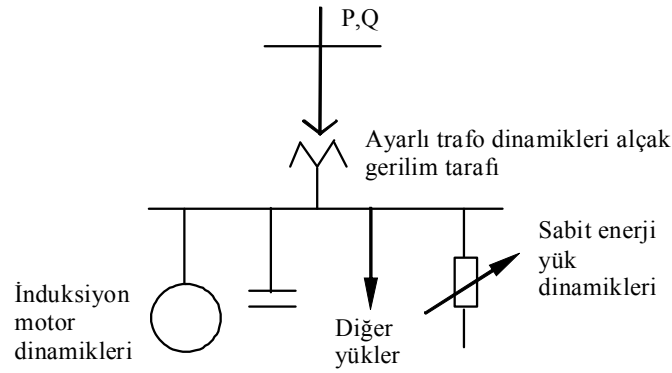 P,Q
Ayarlı trafo dinamikleri alçak
gerilim tarafı
Sabit enerji
yük
dinamikleri
İnduksiyon
motor
dinamikleri
Diğer
yükler